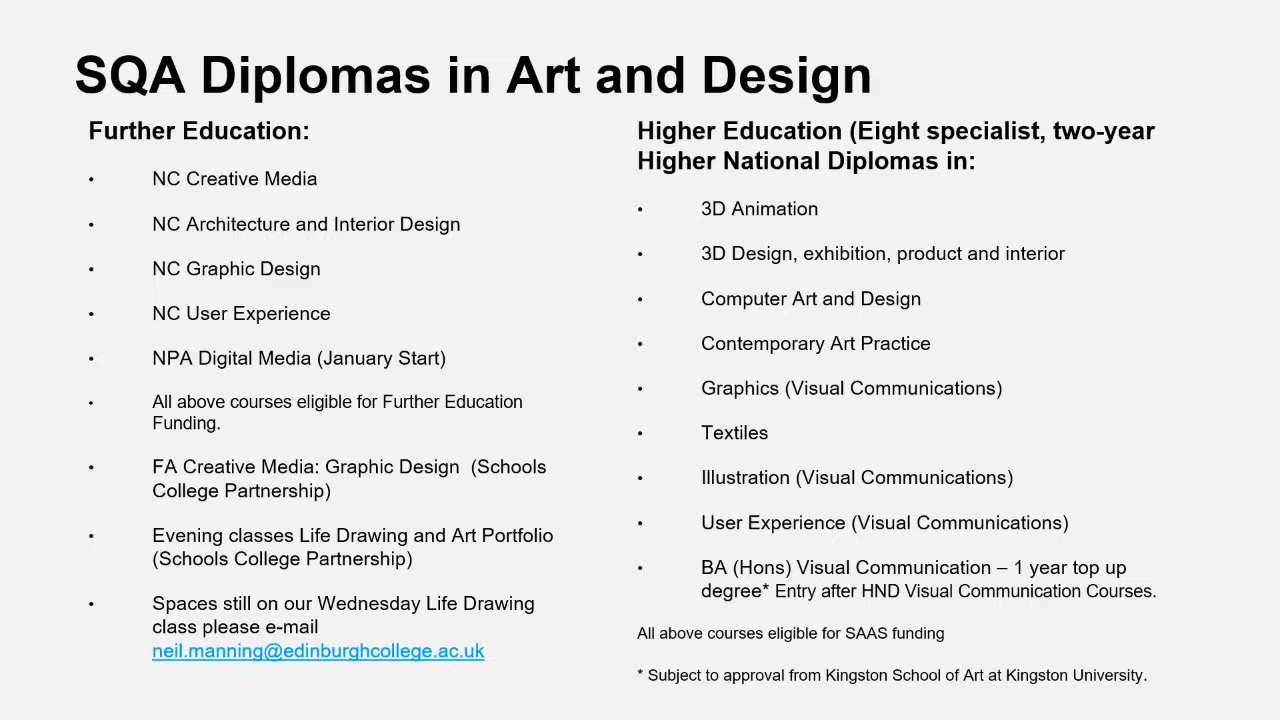 SQA Diplomas in Art and Design
Further Education:
• NC Creative Media
• NC Architecture and Interior Design
• NC Graphic Design
• NC User Experience
• NPA Digital Media (January Start)
• All above courses eligible for Further Education
Funding.
• FA Creative Media: Graphic Design  (Schools
College Partnership)
• Evening classes Life Drawing and Art Portfolio
(Schools College Partnership)
• Spaces still on our Wednesday Life Drawing
class please e-mail
neil.manning@edinburghcollege.ac.uk
Higher Education (Eight specialist, two-year
Higher National Diplomas in:
• 3D Animation
• 3D Design, exhibition, product and interior
• Computer Art and Design
• Contemporary Art Practice
• Graphics (Visual Communications)
• Textiles
• Illustration (Visual Communications)
• User Experience (Visual Communications)
• BA (Hons) Visual Communication – 1 year top up
degree* Entry after HND Visual Communication Courses.
All above courses eligible for SAAS funding
* Subject to approval from Kingston School of Art at Kingston University.